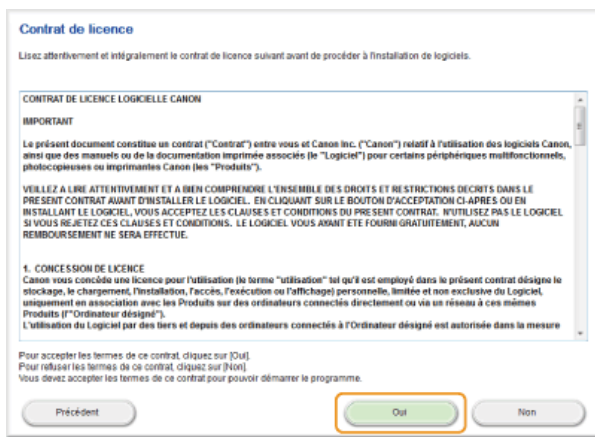 Contrat de licence
Lisez attentivement et intégralement le contrat de licence suivant avant de procéder à l'installation de logiciels.
CONTRAT DE LICENCE LOGICIELLE CANON
IMPORTANT
Le présent document constitue un contrat ("Contrat") entre vous et Canon Inc. ("Canon") relatif à l'utilisation des logiciels Canon,
ainsi que des manuels ou de la documentation imprimée associés (le "Logiciel") pour certains périphériques multifonctionnels,
photocopieuses ou imprimantes Canon (les "Produits").
VEILLEZ A LIRE ATTENTIVEMENT ET A BIEN COMPRENDRE L'ENSEMBLE DES DROITS ET RESTRICTIONS DECRITS DANS LE
PRESENT CONTRAT AVANT D'INSTALLER LE LOGICIEL. EN CLIQUANT SUR LE BOUTON D'ACCEPTATION CI-APRES OU EN
INSTALLANT LE LOGICIEL, VOUS ACCEPTEZ LES CLAUSES ET CONDITIONS DU PRESENT CONTRAT. N'UTILISEZ PAS LE LOGICIEL
SI VOUS REJETEZ CES CLAUSES ET CONDITIONS. LE LOGICIEL VOUS AYANT ETE FOURNI GRATUITEMENT, AUCUN
REMBOURSEMENT NE SERA EFFECTUE.
1. CONCESSION DE LICENCE
Canon vous concède une licence pour l'utilisation (le terme "utilisation" tel qu'il est employé dans le présent contrat désigne le
stockage, le chargement, l'installation, l'accès, l'exécution ou l'affichage) personnelle, limitée et non exclusive du Logiciel,
uniquement en association avec les Produits sur des ordinateurs connectés directement ou via un réseau à ces mêmes
Produits (l'"Ordinateur désigné").
L'utilisation du Logiciel par des tiers et depuis des ordinateurs connectés à l'Ordinateur désigné est autorisée dans la mesure
Pour accepter les termes de ce contrat, cliquez sur [Oui].
Pour refuser les termes de ce contrat, cliquez sur [Non].
Vous devez accepter les termes de ce contrat pour pouvoir démarrer le programme.
Précédent Oui Non